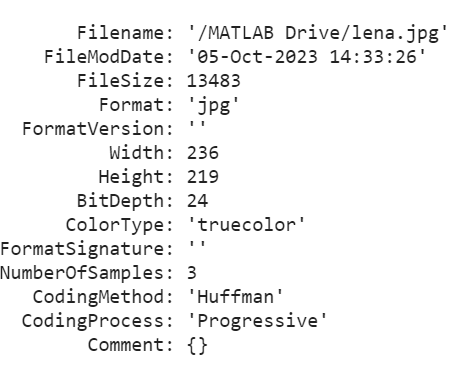 Filename: '/MATLAB Drive/lena.jpg'
FileModDate: '05-Oct-2023 14:33:26'
FileSize: 13483
Format: 'jpg'
FormatVersion: ''
Width: 236
Height: 219
BitDepth: 24
ColorType: 'truecolor'
FormatSignature: ''
NumberOfSamples: 3
CodingMethod: 'Huffman'
CodingProcess: 'Progressive'
Comment: {}